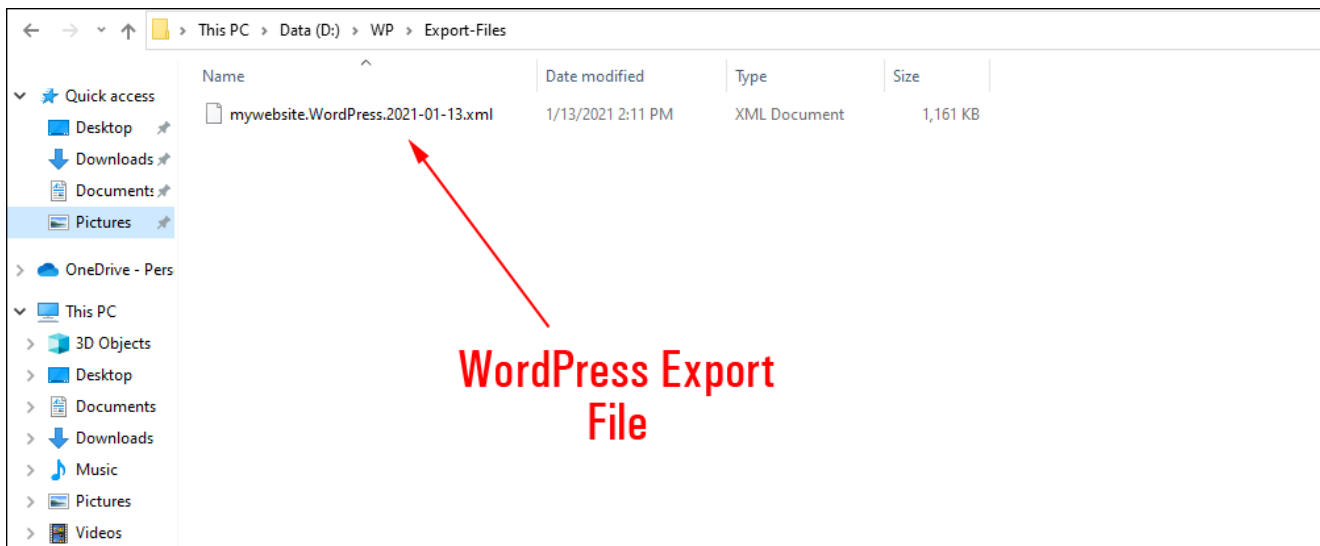 This PC > Data (D:) > WP > Export-Files
Name Date modified Type Size
mywebsite.WordPress.2021-01-13.xml 1/13/2021 2:11 PM XML Document 1,161 KB
Quick access
Desktop
Downloads
Documents
Pictures
OneDrive - Pers
This PC
3D Objects
Desktop
Documents
Downloads
Music
Pictures
Videos
WordPress Export
File